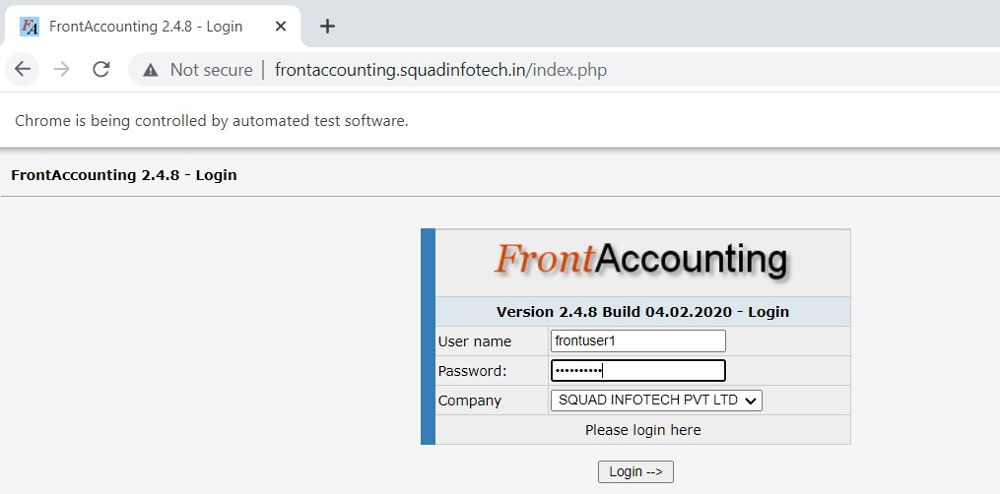 FA FrontAccounting 2.4.8 - Login
Not secure | frontaccounting.squadinfotech.in/index.php
Chrome is being controlled by automated test software.
FrontAccounting 2.4.8 - Login
FrontAccounting
Version 2.4.8 Build 04.02.2020 - Login
User name frontuser1
Password: ••••••••••
Company SQUAD INFOTECH PVT LTD
Please login here
Login -->